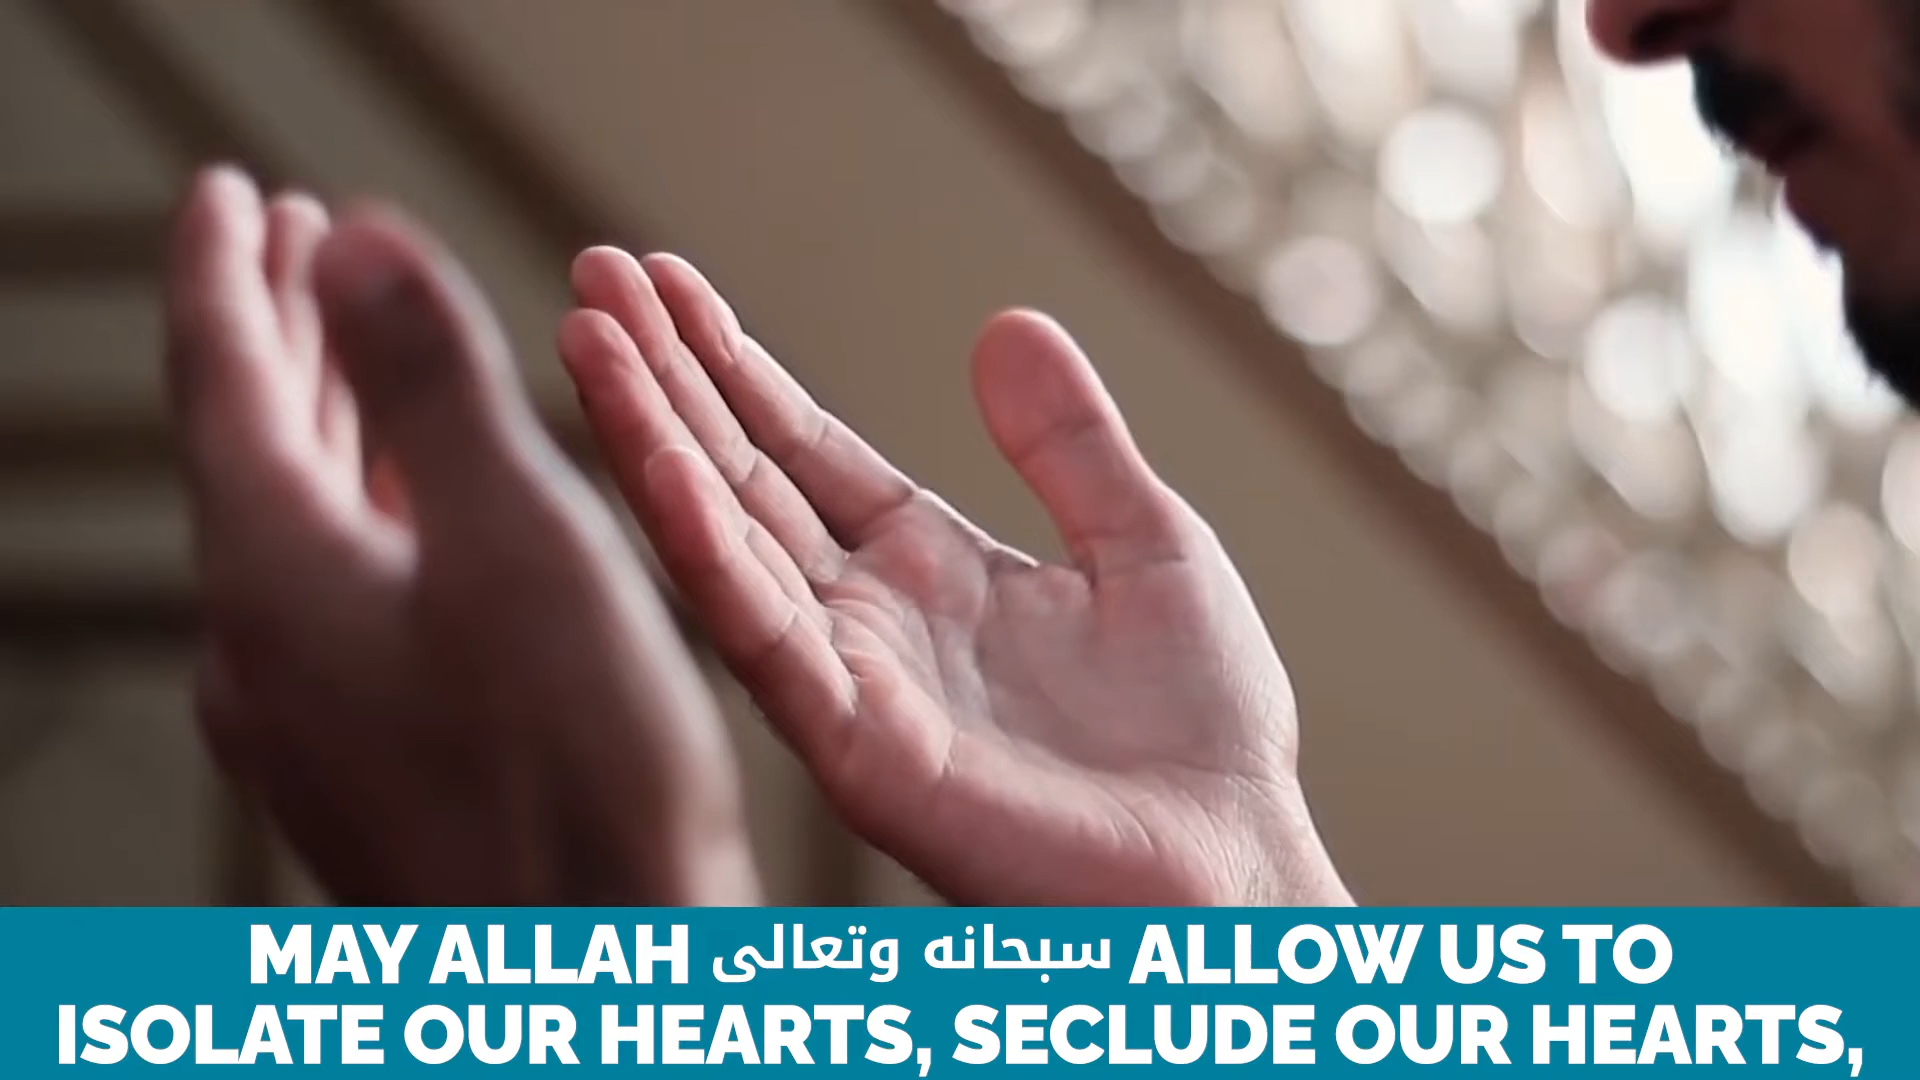 MAY ALLAH سبحانه وتعالى ALLOW US TO
ISOLATE OUR HEARTS, SECLUDE OUR HEARTS,